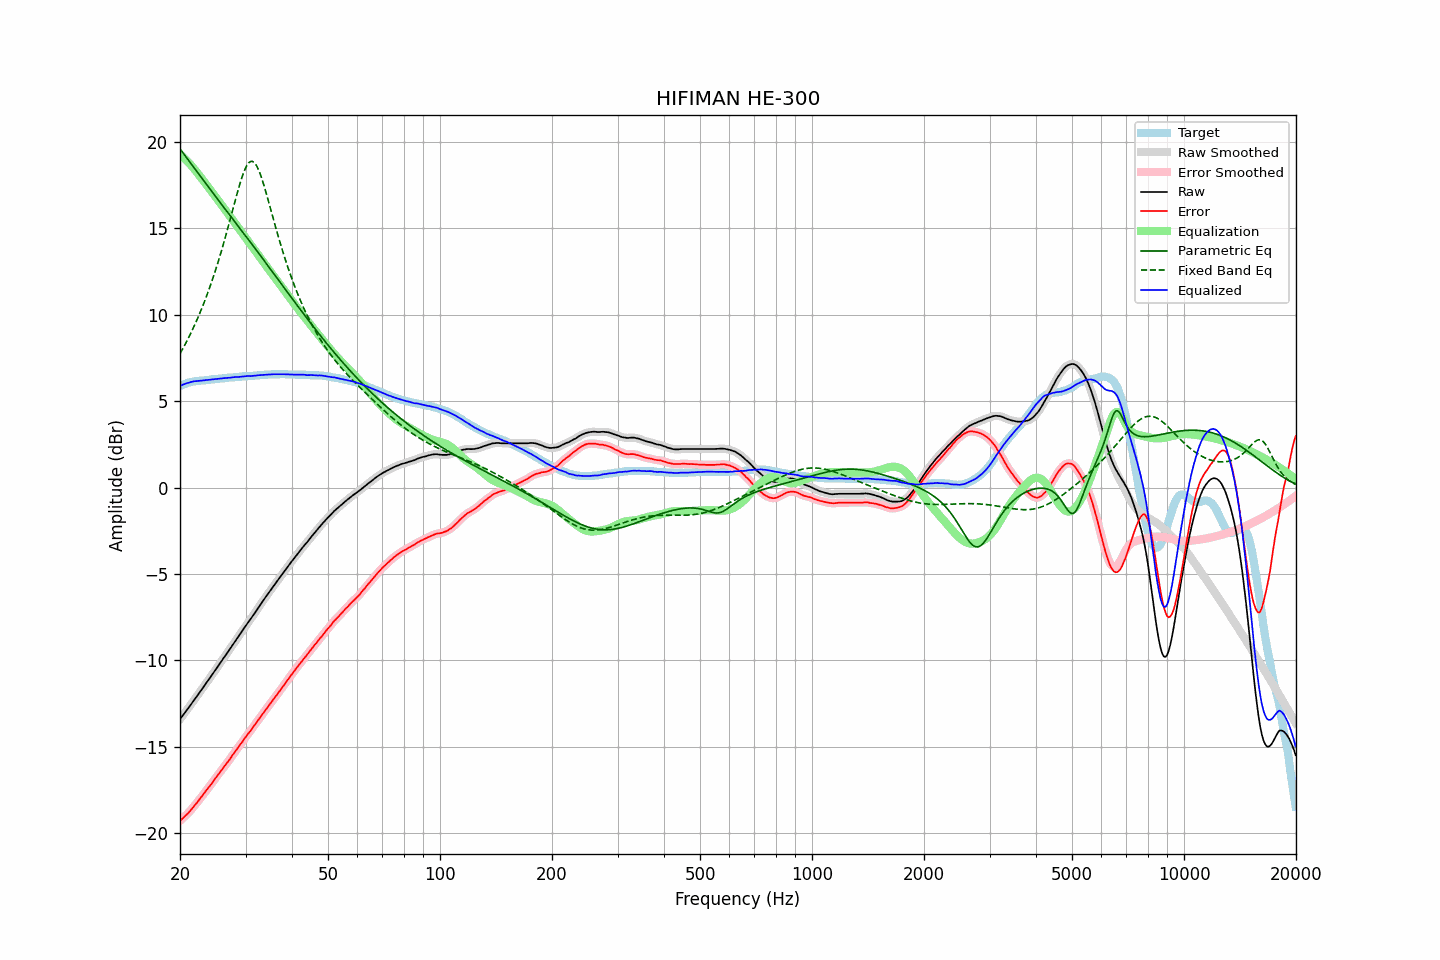 HIFIMAN HE-300
Target
Raw Smoothed
Error Smoothed
Raw
Error
Equalization
Parametric Eq
Fixed Band Eq
Equalized
Amplitude (dBr)
20
15
10
5
0
−5
−10
−15
−20
20 50 100 200 500 1000 2000 5000 10000 20000
Frequency (Hz)